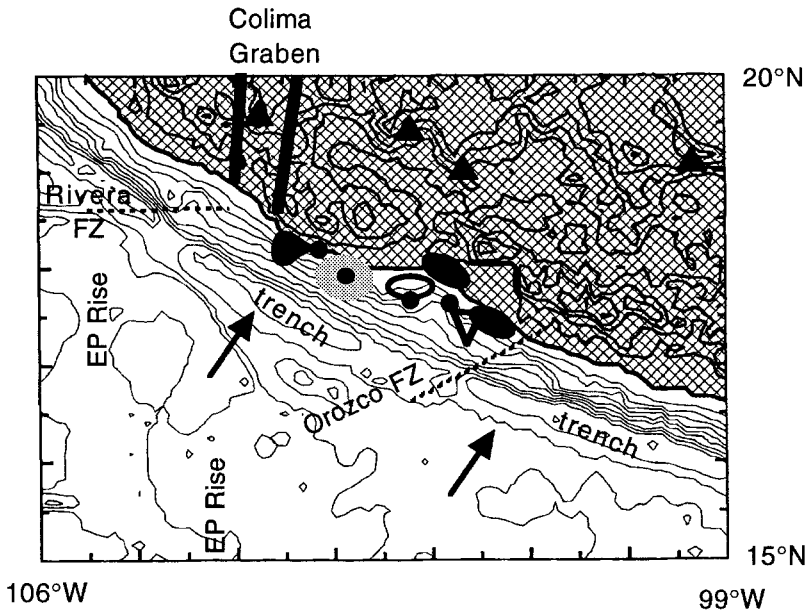 Colima
Graben
20°N
Rivera
FZ
EP Rise
trench
Orozco FZ
trench
EP Rise
15°N
106°W
99°W